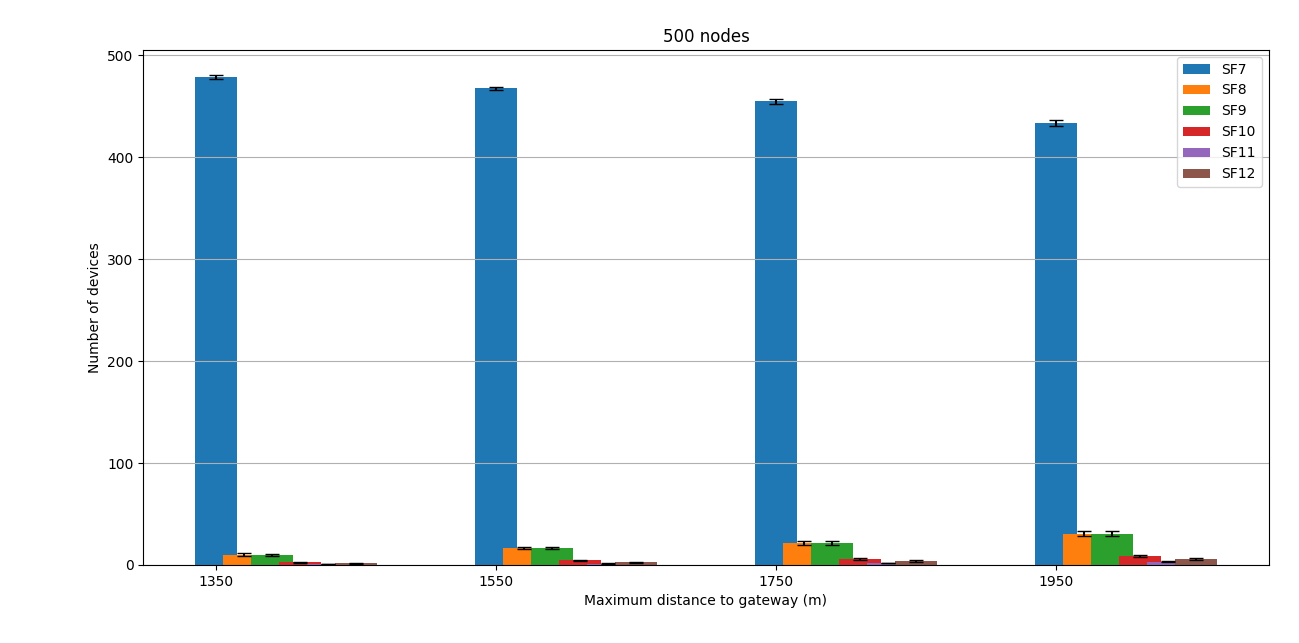 500 nodes
500
400
300
200
100
0
Number of devices
1350
1550
1750
1950
Maximum distance to gateway (m)
SF7
SF8
SF9
SF10
SF11
SF12